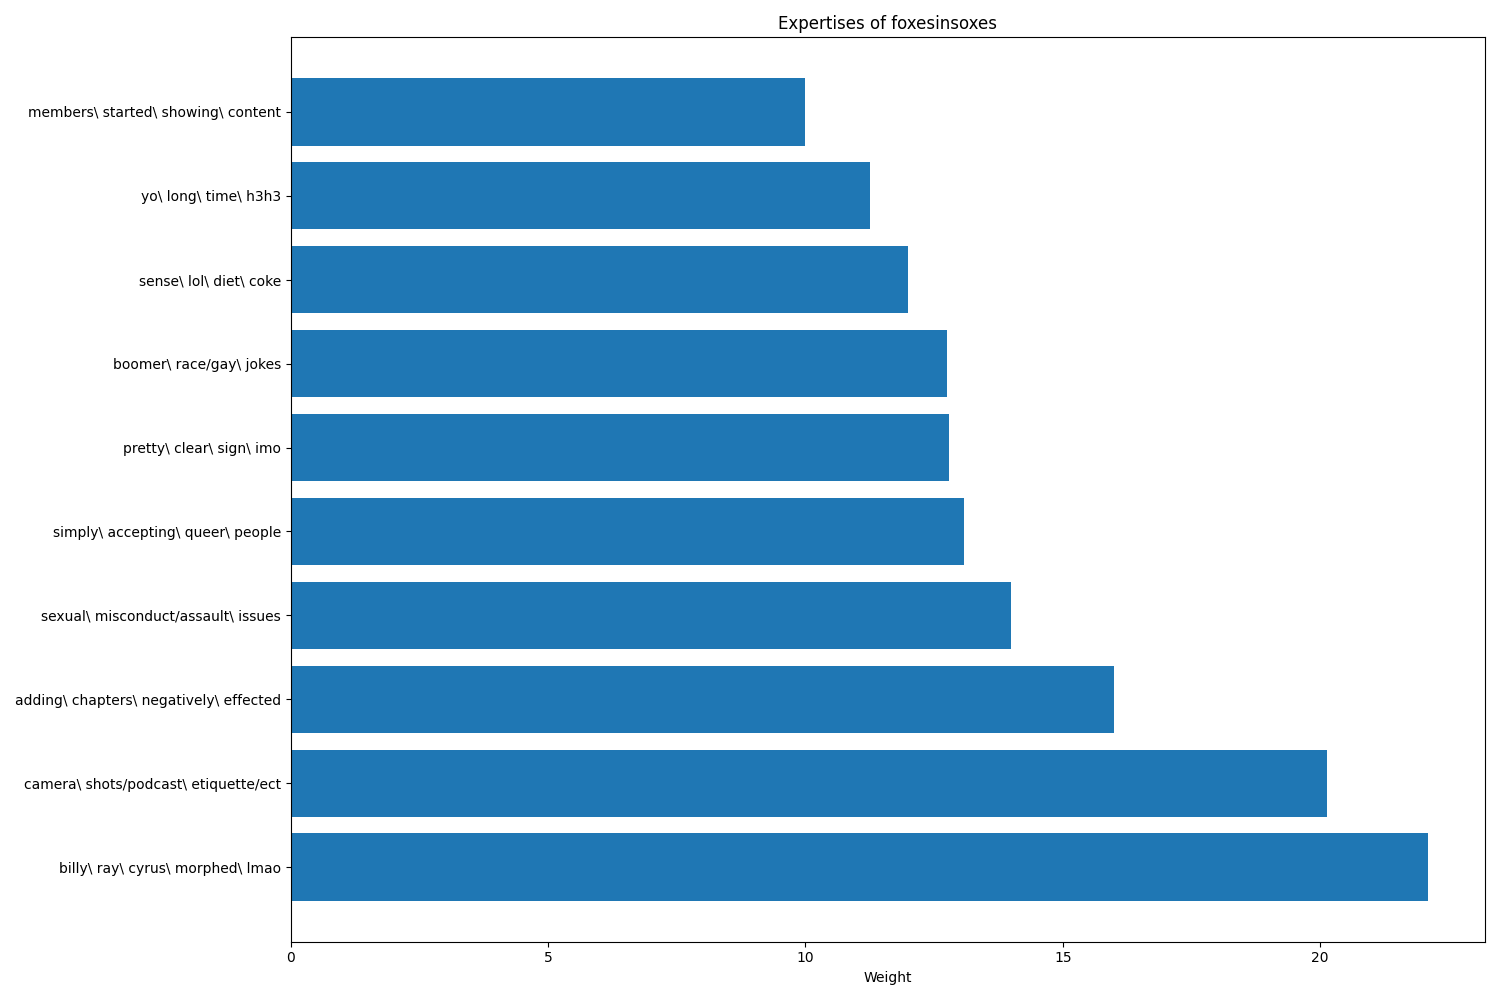 Expertises of foxesinsoxes
members\ started\ showing\ content
yo\ long\ time\ h3h3
sense\ lol\ diet\ coke
boomer\ race/gay\ jokes
pretty\ clear\ sign\ imo
simply\ accepting\ queer\ people
sexual\ misconduct/assault\ issues
adding\ chapters\ negatively\ effected
camera\ shots/podcast\ etiquette/ect
billy\ ray\ cyrus\ morphed\ lmao
0 5 10 15 20
Weight